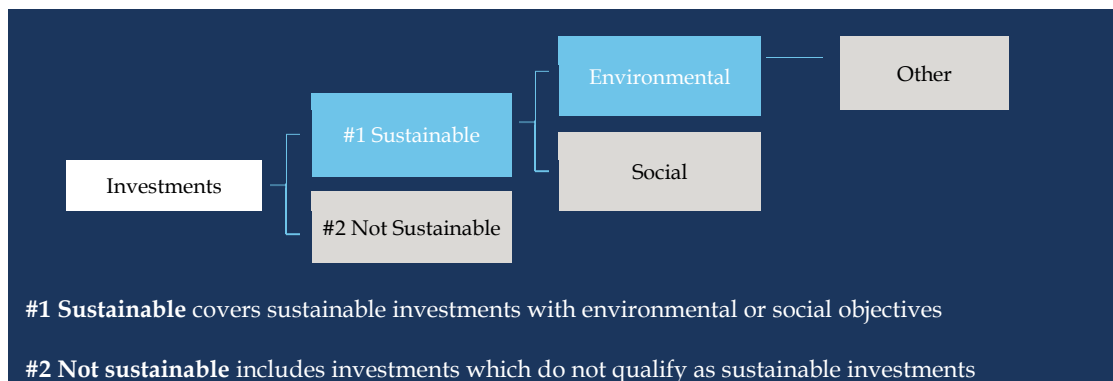 Environmental
Other
#1 Sustainable
Social
Investments
#2 Not Sustainable
#1 Sustainable covers sustainable investments with environmental or social objectives
#2 Not sustainable includes investments which do not qualify as sustainable investments